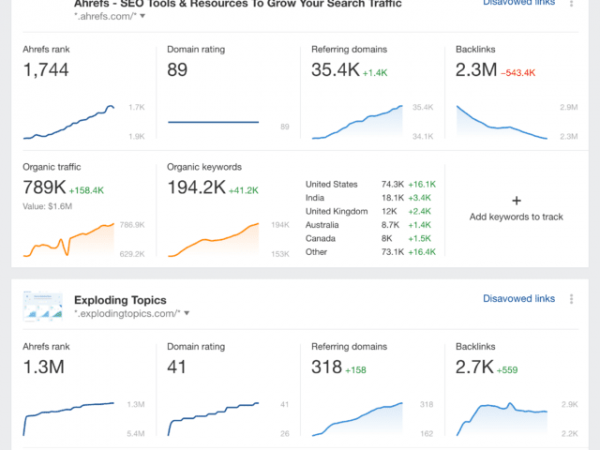 Ahrefs - SEO Tools & Resources To Grow Your Search Traffic
Disavowed links
*.ahrefs.com/*
Ahrefs rank
1,744
1.7K
1.9K
Domain rating
89
89
Referring domains
35.4K +1.4K
35.4K
34.1K
Backlinks
2.3M -543.4K
2.9M
2.3M
Organic traffic
789K +158.4K
Value: $1.6M
786.9K
629.2K
Organic keywords
194.2K +41.2K
194K
153K
United States 74.3K +16.1K
India 18.1K +3.4K
United Kingdom 12K +2.4K
Australia 8.7K +1.4K
Canada 8K +1.5K
Other 73.1K +16.4K
+
Add keywords to track
Exploding Topics
Disavowed links
*.explodingtopics.com/*
Ahrefs rank
1.3M
1.3M
5.4M
Domain rating
41
41
26
Referring domains
318 +158
318
162
Backlinks
2.7K +559
2.9K
2.2K